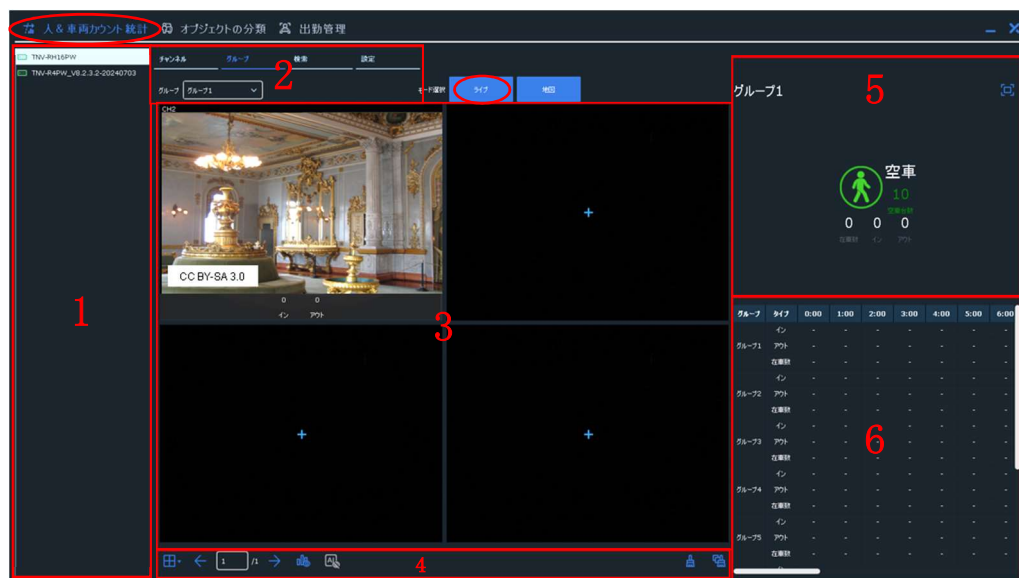 人&車両カウント統計 オブジェクトの分類 出勤管理
TNV-RH16PW
TNV-R4PW_V8.2.3.2-20240703
チャンネル グループ 検索 設定
グループ グループ1
モード選択 ライブ 地図
CH2
CC BY-SA 3.0
0 0
イン アウト
グループ1
空車
10
空車台数
0 0 0
在車数 イン アウト
1
2
3
4
5
6
1 /1
グループ タイプ 0:00 1:00 2:00 3:00 4:00 5:00 6:00
イン - - - - - - -
グループ1 アウト - - - - - - -
在車数 - - - - - - -
イン - - - - - - -
グループ2 アウト - - - - - - -
在車数 - - - - - - -
イン - - - - - - -
グループ3 アウト - - - - - - -
在車数 - - - - - - -
イン - - - - - - -
グループ4 アウト - - - - - - -
在車数 - - - - - - -
イン - - - - - - -
グループ5 アウト - - - - - - -
在車数 - - - - - - -